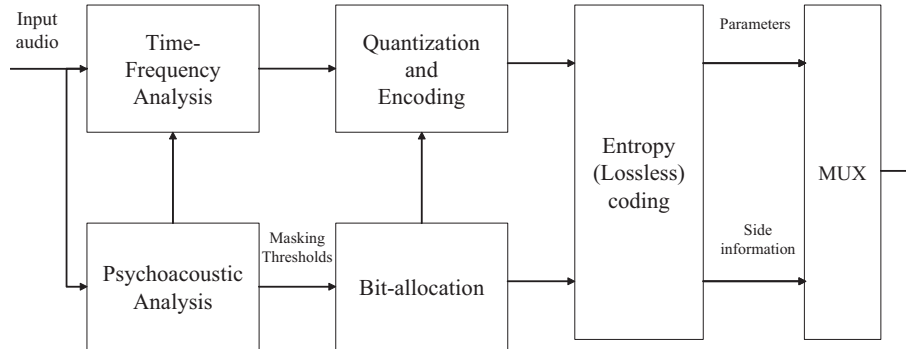 Input
audio
Time-
Frequency
Analysis
Quantization
and
Encoding
Parameters
Entropy
(Lossless)
coding
MUX
Psychoacoustic
Analysis
Masking
Thresholds
Bit-allocation
Side
information